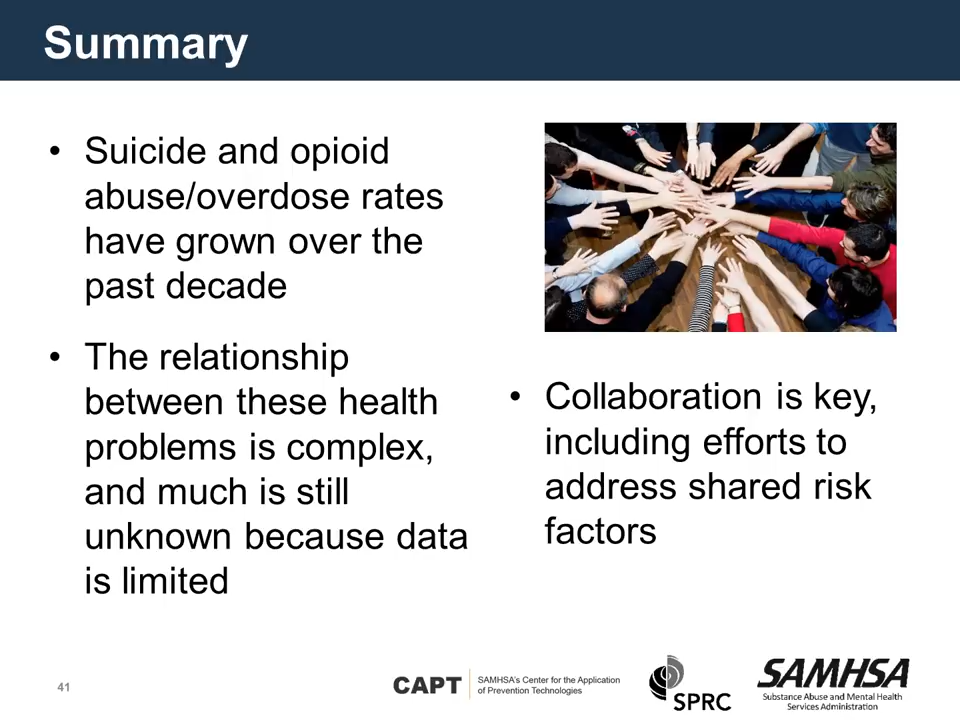 Summary
• Suicide and opioid
abuse/overdose rates
have grown over the
past decade
• The relationship
between these health
problems is complex,
and much is still
unknown because data
is limited
• Collaboration is key,
including efforts to
address shared risk
factors
41
CAPT
SAMHSA's Center for the Application
of Prevention Technologies
SPRC
SAMHSA
Substance Abuse and Mental Health
Services Administration